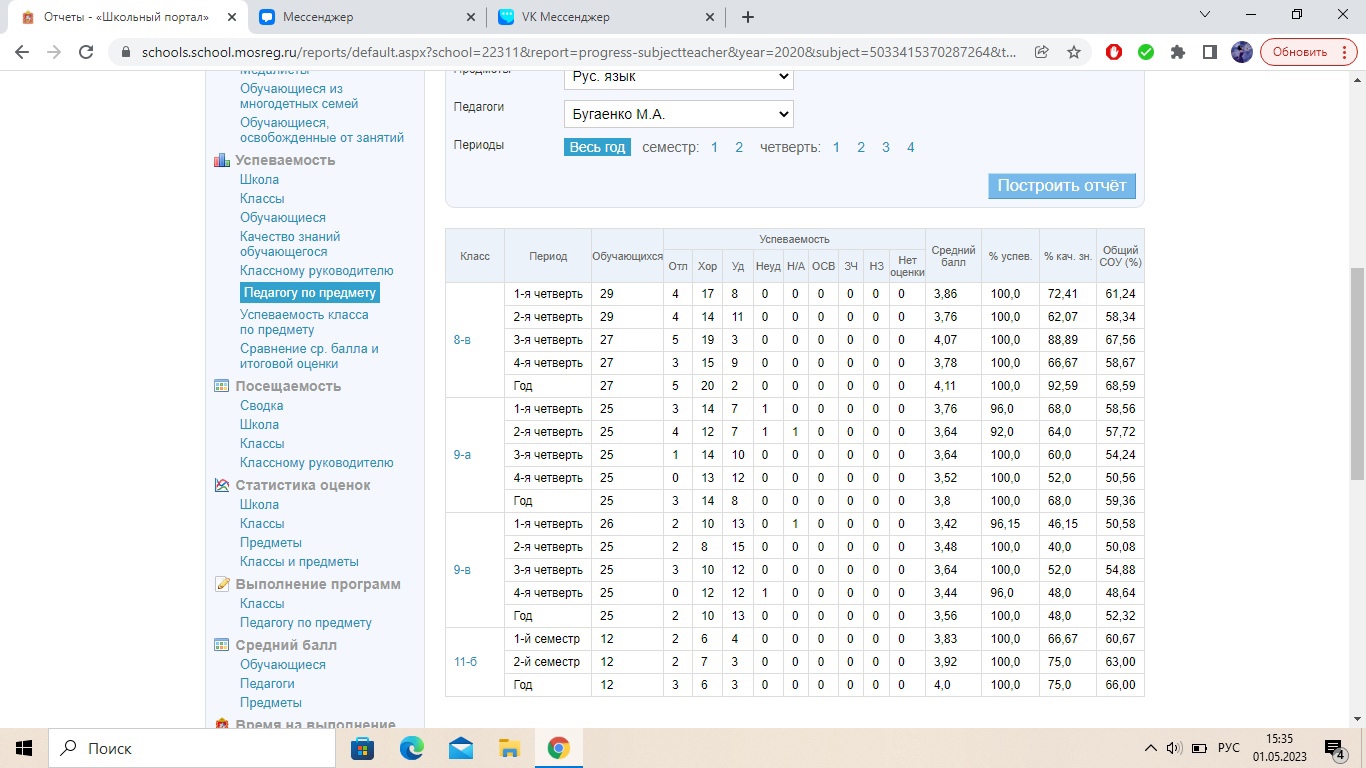 Отчеты - «Школьный портал»
Мессенджер
VK Мессенджер
schools.school.mosreg.ru/reports/default.aspx?school=22311&report=progress-subjectteacher&year=2020&subject=5033415370287264&t...
Обновить
Медалисты
Обучающиеся из
многодетных семей
Обучающиеся,
освобожденные от занятий
Успеваемость
Школа
Классы
Обучающиеся
Качество знаний
обучающегося
Классному руководителю
Педагогу по предмету
Успеваемость класса
по предмету
Сравнение ср. балла и
итоговой оценки
Посещаемость
Сводка
Школа
Классы
Классному руководителю
Статистика оценок
Школа
Классы
Предметы
Классы и предметы
Выполнение программ
Классы
Педагогу по предмету
Средний балл
Обучающиеся
Педагоги
Предметы
Время на выполнение
Предметы Рус. язык
Педагоги Бугаенко М.А.
Периоды Весь год семестр: 1 2 четверть: 1 2 3 4
Построить отчёт
Класс Период Обучающихся Успеваемость Средний балл % успев. % кач. зн. Общий СОУ (%)
Отл Хор Уд Неуд Н/А ОСВ ЗЧ НЗ Нет оценки
8-в
1-я четверть 29 4 17 8 0 0 0 0 0 0 3,86 100,0 72,41 61,24
2-я четверть 29 4 14 11 0 0 0 0 0 0 3,76 100,0 62,07 58,34
3-я четверть 27 5 19 3 0 0 0 0 0 0 4,07 100,0 88,89 67,56
4-я четверть 27 3 15 9 0 0 0 0 0 0 3,78 100,0 66,67 58,67
Год 27 5 20 2 0 0 0 0 0 0 4,11 100,0 92,59 68,59
9-а
1-я четверть 25 3 14 7 1 0 0 0 0 0 3,76 96,0 68,0 58,56
2-я четверть 25 4 12 7 1 1 0 0 0 0 3,64 92,0 64,0 57,72
3-я четверть 25 1 14 10 0 0 0 0 0 0 3,64 100,0 60,0 54,24
4-я четверть 25 0 13 12 0 0 0 0 0 0 3,52 100,0 52,0 50,56
Год 25 3 14 8 0 0 0 0 0 0 3,8 100,0 68,0 59,36
9-в
1-я четверть 26 2 10 13 0 1 0 0 0 0 3,42 96,15 46,15 50,58
2-я четверть 25 2 8 15 0 0 0 0 0 0 3,48 100,0 40,0 50,08
3-я четверть 25 3 10 12 0 0 0 0 0 0 3,64 100,0 52,0 54,88
4-я четверть 25 0 12 12 1 0 0 0 0 0 3,44 96,0 48,0 48,64
Год 25 2 10 13 0 0 0 0 0 0 3,56 100,0 48,0 52,32
11-б
1-й семестр 12 2 6 4 0 0 0 0 0 0 3,83 100,0 66,67 60,67
2-й семестр 12 2 7 3 0 0 0 0 0 0 3,92 100,0 75,0 63,00
Год 12 3 6 3 0 0 0 0 0 0 4,0 100,0 75,0 66,00
Поиск
РУС
15:35
01.05.2023
4